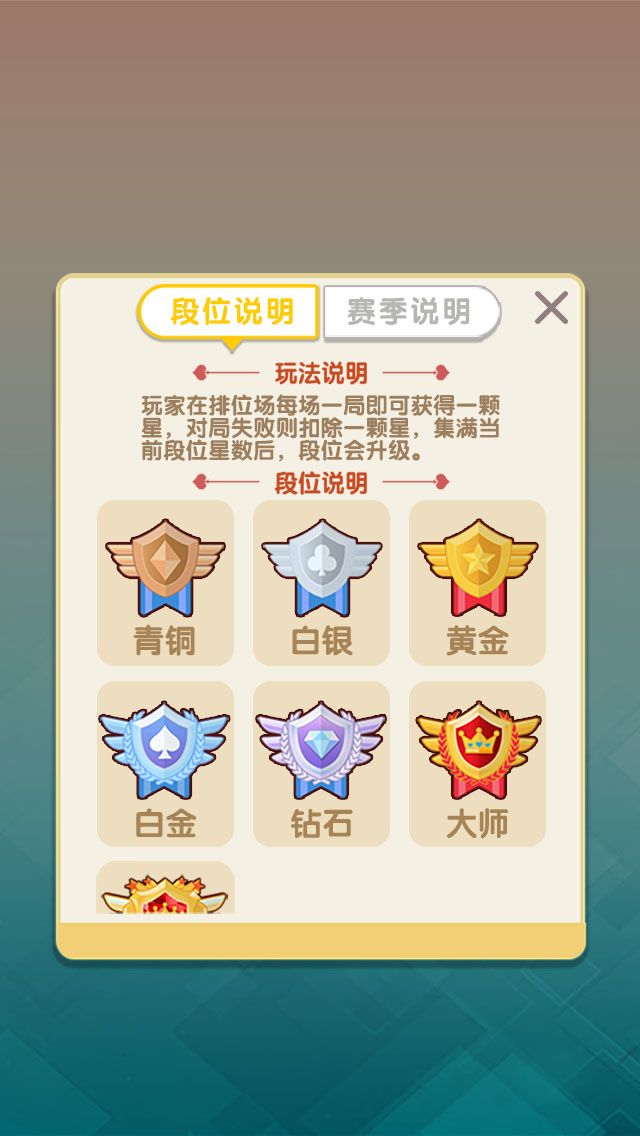 段位说明
赛季说明
玩法说明
玩家在排位场每场一局即可获得一颗
星，对局失败则扣除一颗星，集满当
前段位星数后，段位会升级。
段位说明
青铜
白银
黄金
白金
钻石
大师